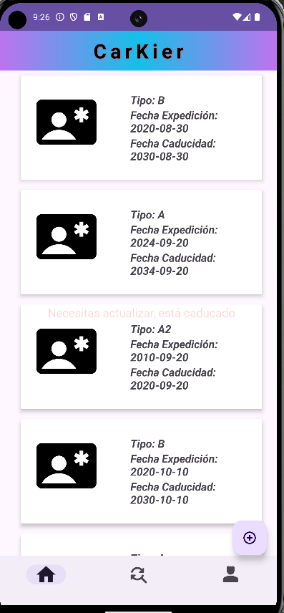 9:26
CarKier
Tipo: B
Fecha Expedición:
2020-08-30
Fecha Caducidad:
2030-08-30
Tipo: A
Fecha Expedición:
2024-09-20
Fecha Caducidad:
2034-09-20
Necesitas actualizar, está caducado
Tipo: A2
Fecha Expedición:
2010-09-20
Fecha Caducidad:
2020-09-20
Tipo: B
Fecha Expedición:
2020-10-10
Fecha Caducidad:
2030-10-10